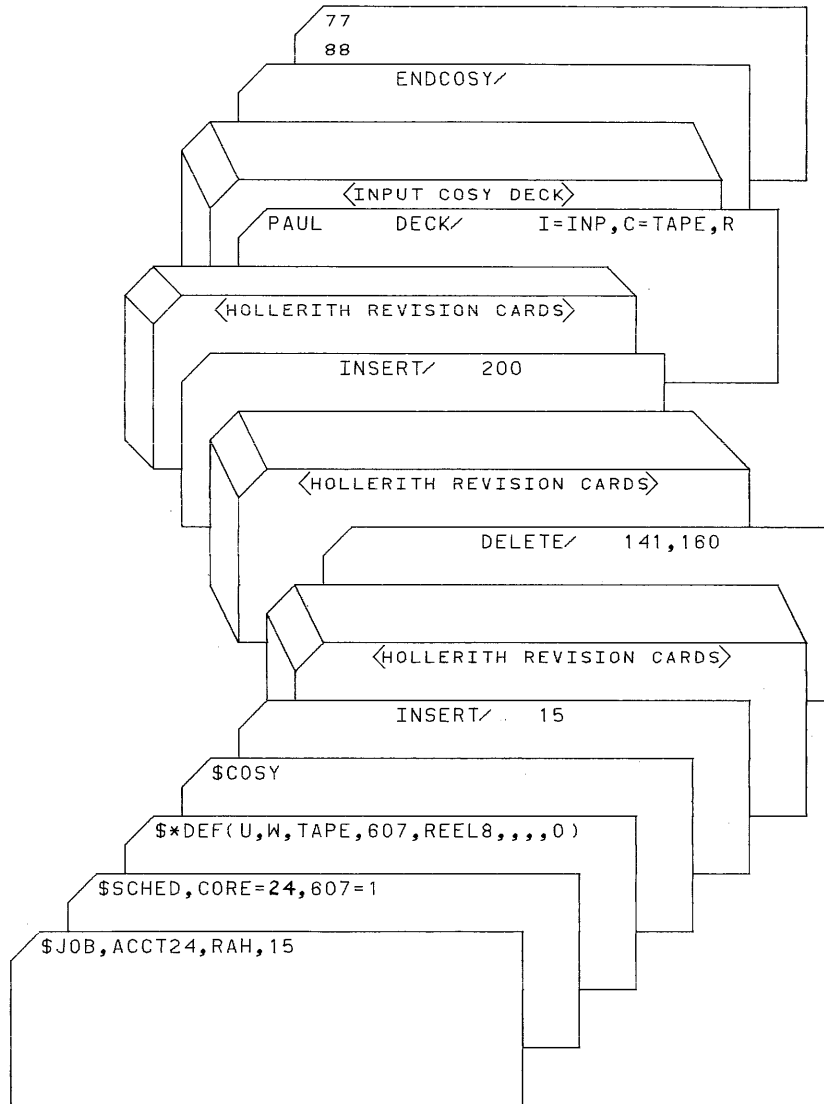 77
88
ENDCOSY/
<INPUT COSY DECK>
PAUL DECK/ I=INP,C=TAPE,R
<HOLLERITH REVISION CARDS>
INSERT/ 200
<HOLLERITH REVISION CARDS>
DELETE/ 141,160
<HOLLERITH REVISION CARDS>
INSERT/ 15
$COSY
$*DEF(U,W,TAPE,607,REEL8,,,,O)
$SCHED,CORE=24,607=1
$JOB,ACCT24,RAH,15